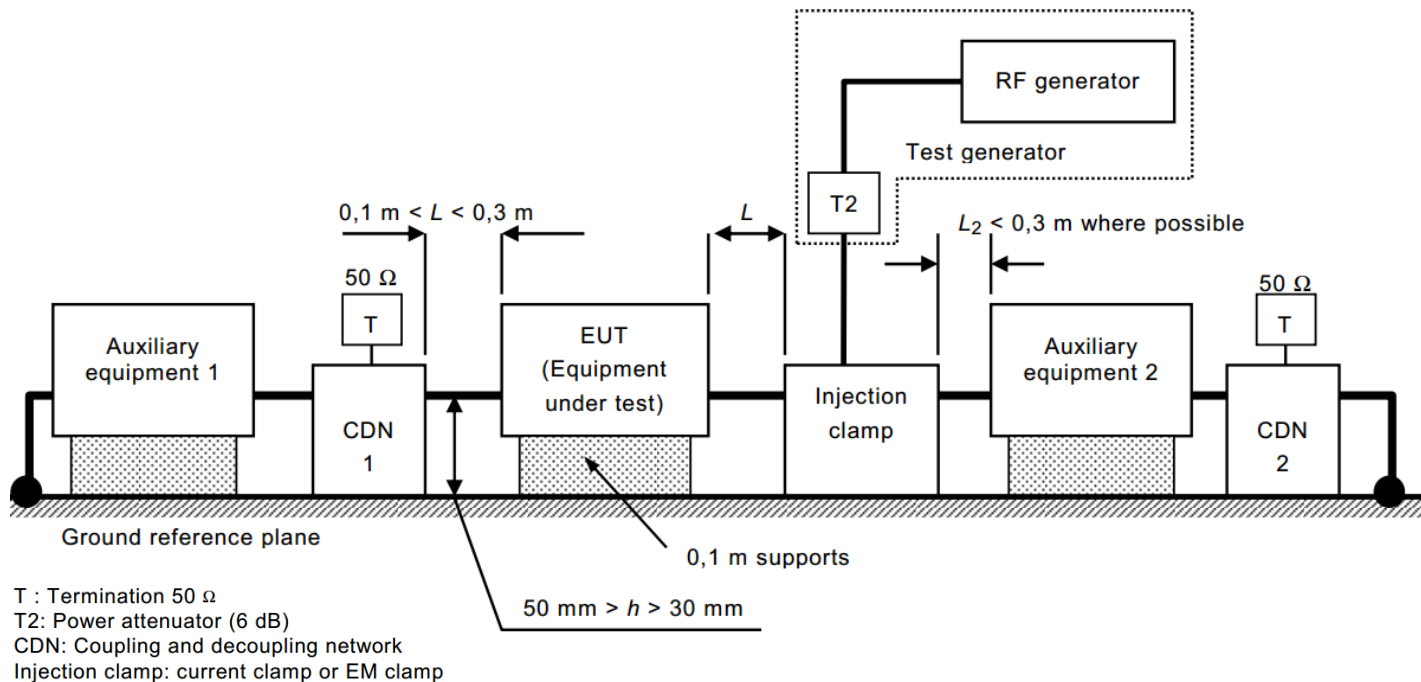 RF generator
Test generator
T2
0,1 m < L < 0,3 m
L
L2 < 0,3 m where possible
50 Ω
T
50 Ω
T
Auxiliary
equipment 1
EUT
(Equipment
under test)
Injection
clamp
Auxiliary
equipment 2
CDN
1
CDN
2
Ground reference plane
0,1 m supports
50 mm > h > 30 mm
T : Termination 50 Ω
T2: Power attenuator (6 dB)
CDN: Coupling and decoupling network
Injection clamp: current clamp or EM clamp